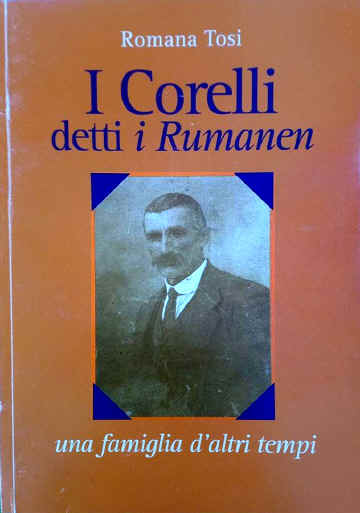 Romana Tosi
I Corelli
detti i Rumanen
una famiglia d'altri tempi